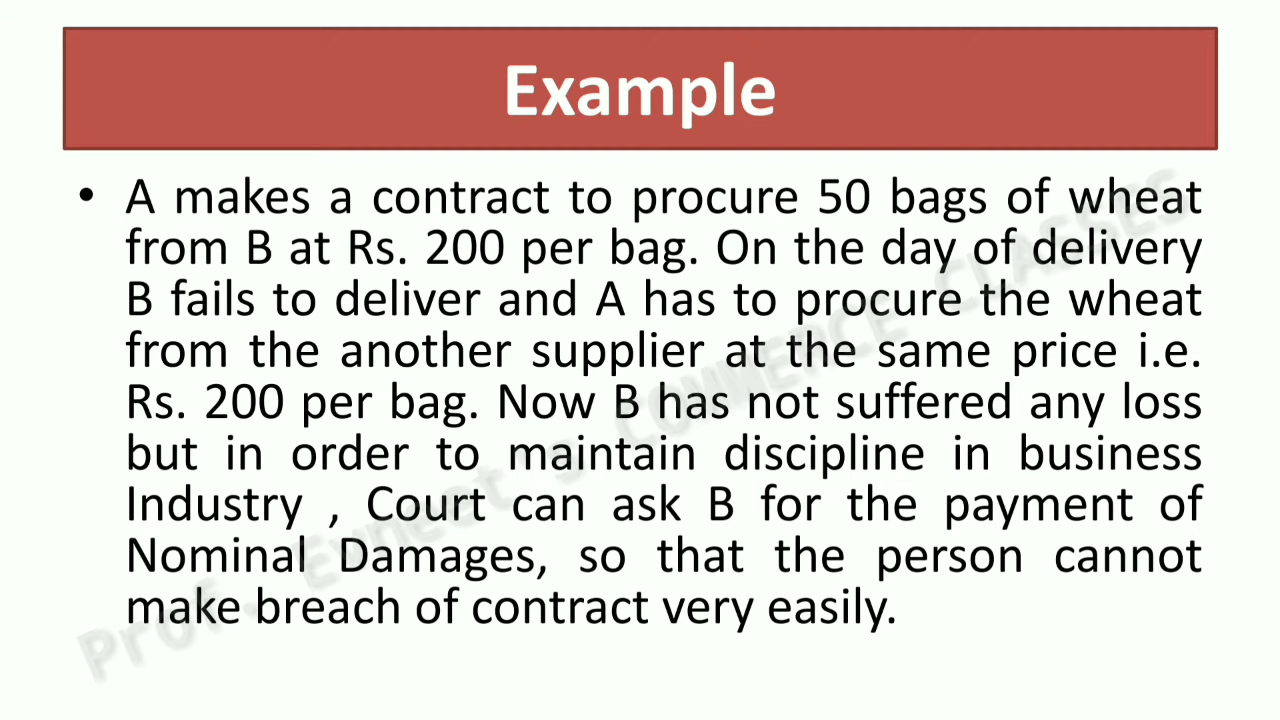 Example
• A makes a contract to procure 50 bags of wheat
from B at Rs. 200 per bag. On the day of delivery
B fails to deliver and A has to procure the wheat
from the another supplier at the same price i.e.
Rs. 200 per bag. Now B has not suffered any loss
but in order to maintain discipline in business
Industry , Court can ask B for the payment of
Nominal Damages, so that the person cannot
make breach of contract very easily.
Prof. Evneet's COMMERCE CLASSES